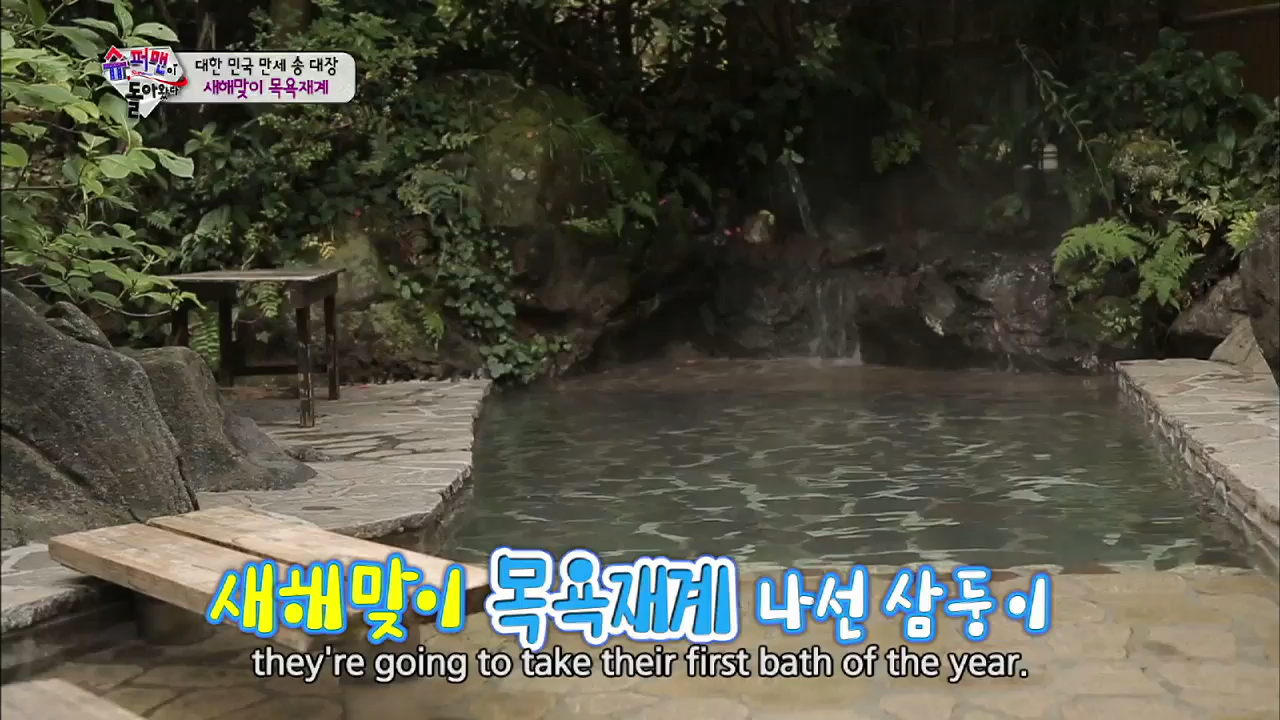 슈퍼맨이
돌아왔다
대한 민국 만세 송 대장
새해맞이 목욕재계
새해맞이 목욕재계 나선 삼둥이
they're going to take their first bath of the year.